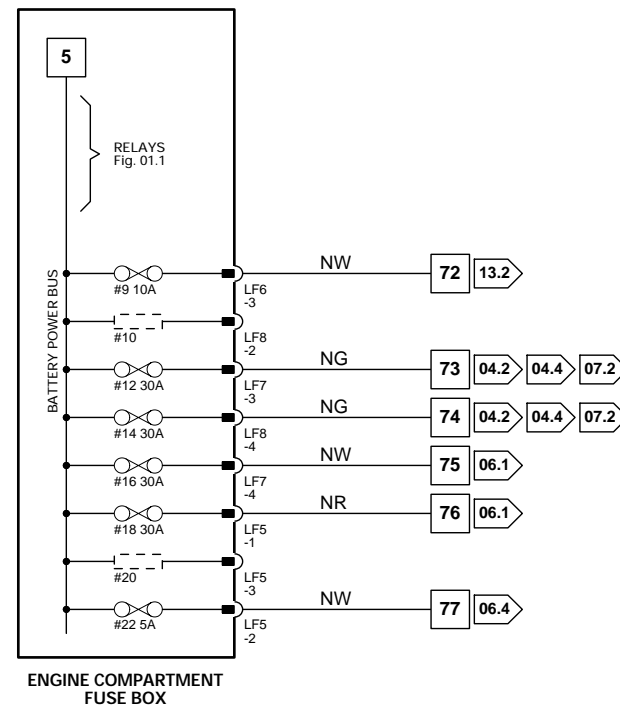 5
RELAYS
Fig. 01.1
BATTERY POWER BUS
#9 10A
LF6
-3
NW
72 13.2
#10
LF8
-2
#12 30A
LF7
-3
NG
73 04.2 04.4 07.2
#14 30A
LF8
-4
NG
74 04.2 04.4 07.2
#16 30A
LF7
-4
NW
75 06.1
#18 30A
LF5
-1
NR
76 06.1
#20
LF5
-3
#22 5A
LF5
-2
NW
77 06.4
ENGINE COMPARTMENT
FUSE BOX